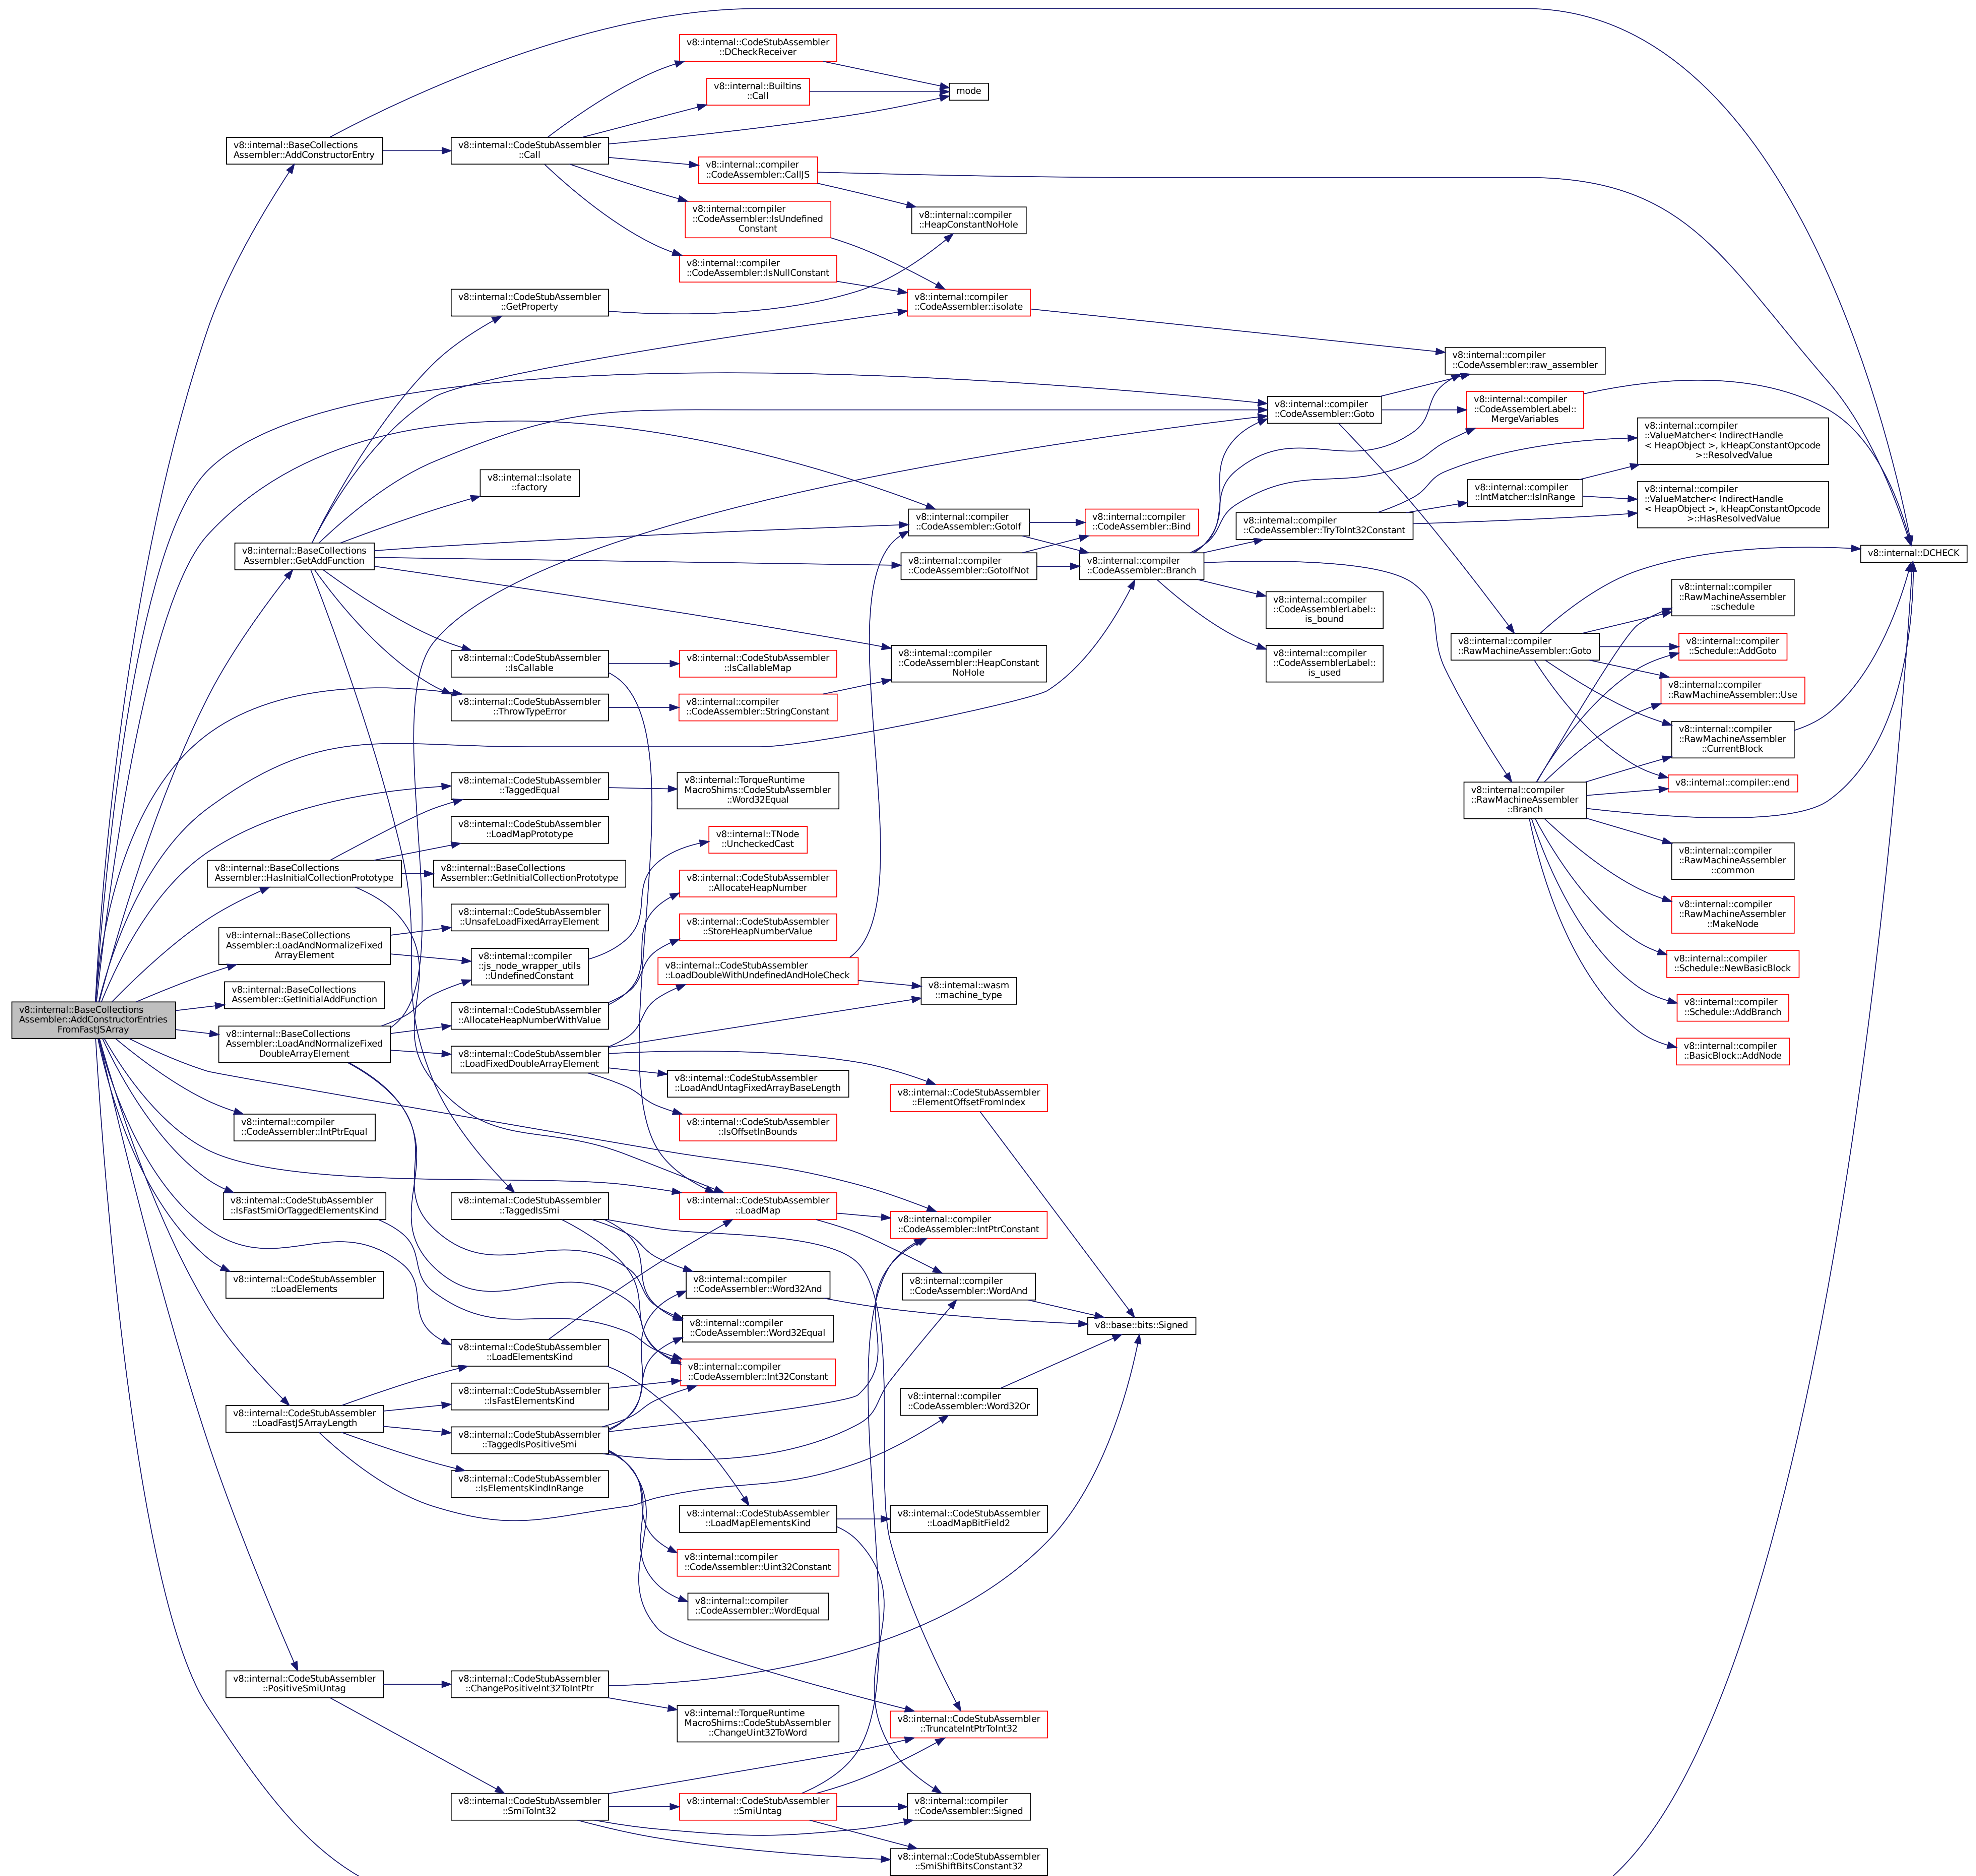 v8::internal::CodeStubAssembler
::DCheckReceiver
v8::internal::Builtins
::Call
mode
v8::internal::BaseCollections
Assembler::AddConstructorEntry
v8::internal::CodeStubAssembler
::Call
v8::internal::compiler
::CodeAssembler::CallJS
v8::internal::compiler
::CodeAssembler::IsUndefined
Constant
v8::internal::compiler
::HeapConstantNoHole
v8::internal::compiler
::CodeAssembler::IsNullConstant
v8::internal::CodeStubAssembler
::GetProperty
v8::internal::compiler
::CodeAssembler::isolate
v8::internal::compiler
::CodeAssembler::raw_assembler
v8::internal::compiler
::CodeAssembler::Goto
v8::internal::compiler
::CodeAssemblerLabel::
MergeVariables
v8::internal::compiler
::ValueMatcher< IndirectHandle
< HeapObject >, kHeapConstantOpcode
>::ResolvedValue
v8::internal::Isolate
::factory
v8::internal::compiler
::IntMatcher::IsInRange
v8::internal::compiler
::ValueMatcher< IndirectHandle
< HeapObject >, kHeapConstantOpcode
>::HasResolvedValue
v8::internal::compiler
::CodeAssembler::GotoIf
v8::internal::compiler
::CodeAssembler::Bind
v8::internal::compiler
::CodeAssembler::TryToInt32Constant
v8::internal::DCHECK
v8::internal::BaseCollections
Assembler::GetAddFunction
v8::internal::compiler
::CodeAssembler::GotoIfNot
v8::internal::compiler
::CodeAssembler::Branch
v8::internal::compiler
::CodeAssemblerLabel::
is_bound
v8::internal::compiler
::RawMachineAssembler
::schedule
v8::internal::compiler
::RawMachineAssembler::Goto
v8::internal::compiler
::Schedule::AddGoto
v8::internal::CodeStubAssembler
::IsCallable
v8::internal::CodeStubAssembler
::IsCallableMap
v8::internal::compiler
::CodeAssembler::HeapConstant
NoHole
v8::internal::compiler
::CodeAssemblerLabel::
is_used
v8::internal::compiler
::RawMachineAssembler::Use
v8::internal::CodeStubAssembler
::ThrowTypeError
v8::internal::compiler
::CodeAssembler::StringConstant
v8::internal::compiler
::RawMachineAssembler
::CurrentBlock
v8::internal::CodeStubAssembler
::TaggedEqual
v8::internal::TorqueRuntime
MacroShims::CodeStubAssembler
::Word32Equal
v8::internal::compiler::end
v8::internal::compiler
::RawMachineAssembler
::Branch
v8::internal::CodeStubAssembler
::LoadMapPrototype
v8::internal::TNode
::UncheckedCast
v8::internal::compiler
::RawMachineAssembler
::common
v8::internal::BaseCollections
Assembler::HasInitialCollectionPrototype
v8::internal::BaseCollections
Assembler::GetInitialCollectionPrototype
v8::internal::CodeStubAssembler
::AllocateHeapNumber
v8::internal::compiler
::RawMachineAssembler
::MakeNode
v8::internal::CodeStubAssembler
::UnsafeLoadFixedArrayElement
v8::internal::CodeStubAssembler
::StoreHeapNumberValue
v8::internal::BaseCollections
Assembler::LoadAndNormalizeFixed
ArrayElement
v8::internal::compiler
::js_node_wrapper_utils
::UndefinedConstant
v8::internal::CodeStubAssembler
::LoadDoubleWithUndefinedAndHoleCheck
v8::internal::compiler
::Schedule::NewBasicBlock
v8::internal::BaseCollections
Assembler::GetInitialAddFunction
v8::internal::wasm
::machine_type
v8::internal::compiler
::Schedule::AddBranch
v8::internal::BaseCollections
Assembler::AddConstructorEntries
FromFastJSArray
v8::internal::CodeStubAssembler
::AllocateHeapNumberWithValue
v8::internal::BaseCollections
Assembler::LoadAndNormalizeFixed
DoubleArrayElement
v8::internal::CodeStubAssembler
::LoadFixedDoubleArrayElement
v8::internal::compiler
::BasicBlock::AddNode
v8::internal::CodeStubAssembler
::LoadAndUntagFixedArrayBaseLength
v8::internal::CodeStubAssembler
::ElementOffsetFromIndex
v8::internal::compiler
::CodeAssembler::IntPtrEqual
v8::internal::CodeStubAssembler
::IsOffsetInBounds
v8::internal::CodeStubAssembler
::IsFastSmiOrTaggedElementsKind
v8::internal::CodeStubAssembler
::TaggedIsSmi
v8::internal::CodeStubAssembler
::LoadMap
v8::internal::compiler
::CodeAssembler::IntPtrConstant
v8::internal::CodeStubAssembler
::LoadElements
v8::internal::compiler
::CodeAssembler::Word32And
v8::internal::compiler
::CodeAssembler::WordAnd
v8::internal::compiler
::CodeAssembler::Word32Equal
v8::base::bits::Signed
v8::internal::CodeStubAssembler
::LoadElementsKind
v8::internal::compiler
::CodeAssembler::Int32Constant
v8::internal::CodeStubAssembler
::IsFastElementsKind
v8::internal::compiler
::CodeAssembler::Word32Or
v8::internal::CodeStubAssembler
::LoadFastJSArrayLength
v8::internal::CodeStubAssembler
::TaggedIsPositiveSmi
v8::internal::CodeStubAssembler
::IsElementsKindInRange
v8::internal::CodeStubAssembler
::LoadMapElementsKind
v8::internal::CodeStubAssembler
::LoadMapBitField2
v8::internal::compiler
::CodeAssembler::Uint32Constant
v8::internal::compiler
::CodeAssembler::WordEqual
v8::internal::CodeStubAssembler
::PositiveSmiUntag
v8::internal::CodeStubAssembler
::ChangePositiveInt32ToIntPtr
v8::internal::TorqueRuntime
MacroShims::CodeStubAssembler
::ChangeUint32ToWord
v8::internal::CodeStubAssembler
::TruncateIntPtrToInt32
v8::internal::CodeStubAssembler
::SmiToInt32
v8::internal::CodeStubAssembler
::SmiUntag
v8::internal::compiler
::CodeAssembler::Signed
v8::internal::CodeStubAssembler
::SmiShiftBitsConstant32